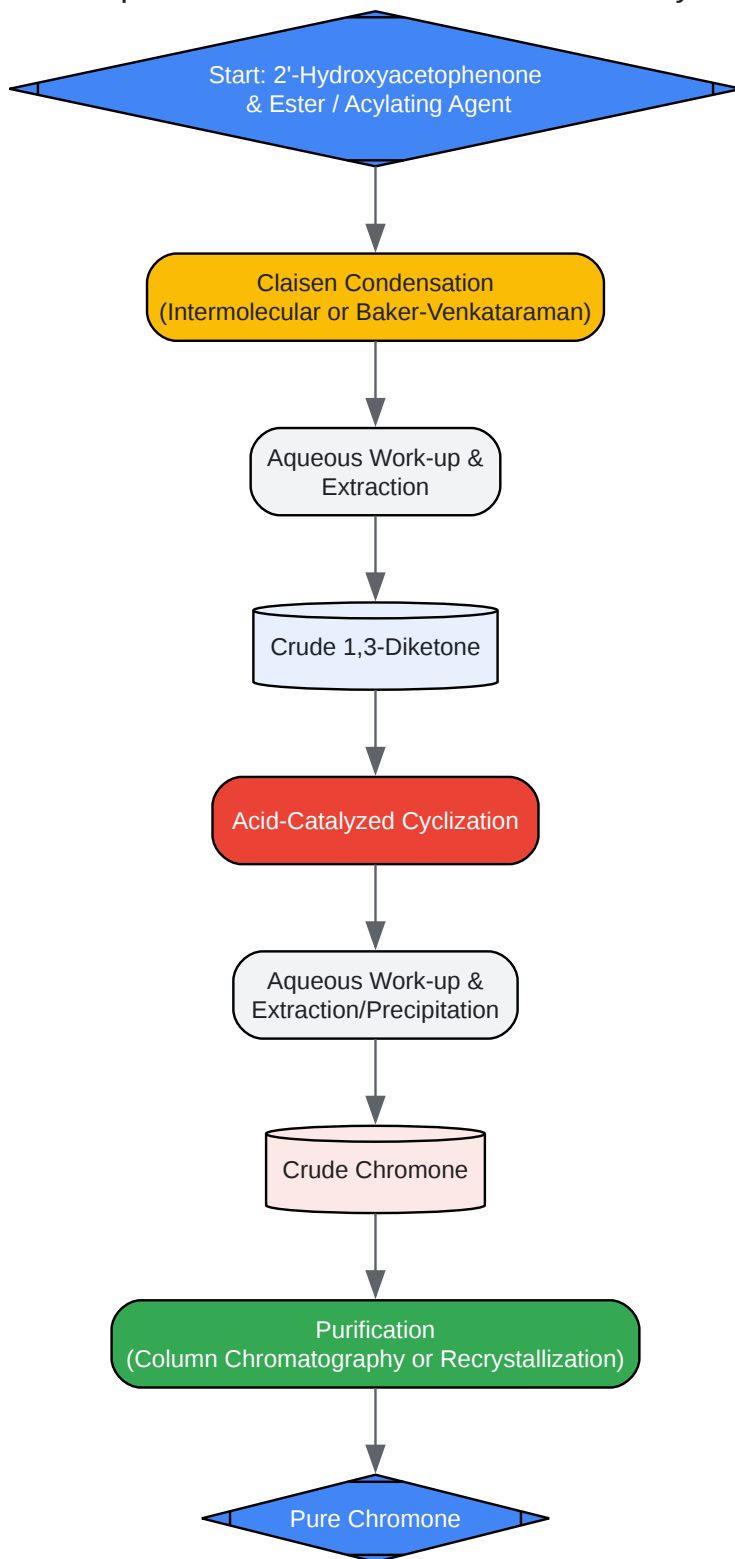 Start: 2'-Hydroxyacetophenone
& Ester / Acylating Agent
Claisen Condensation
(Intermolecular or Baker-Venkataraman)
Aqueous Work-up &
Extraction
Crude 1,3-Diketone
Acid-Catalyzed Cyclization
Aqueous Work-up &
Extraction/Precipitation
Crude Chromone
Purification
(Column Chromatography or Recrystallization)
Pure Chromone